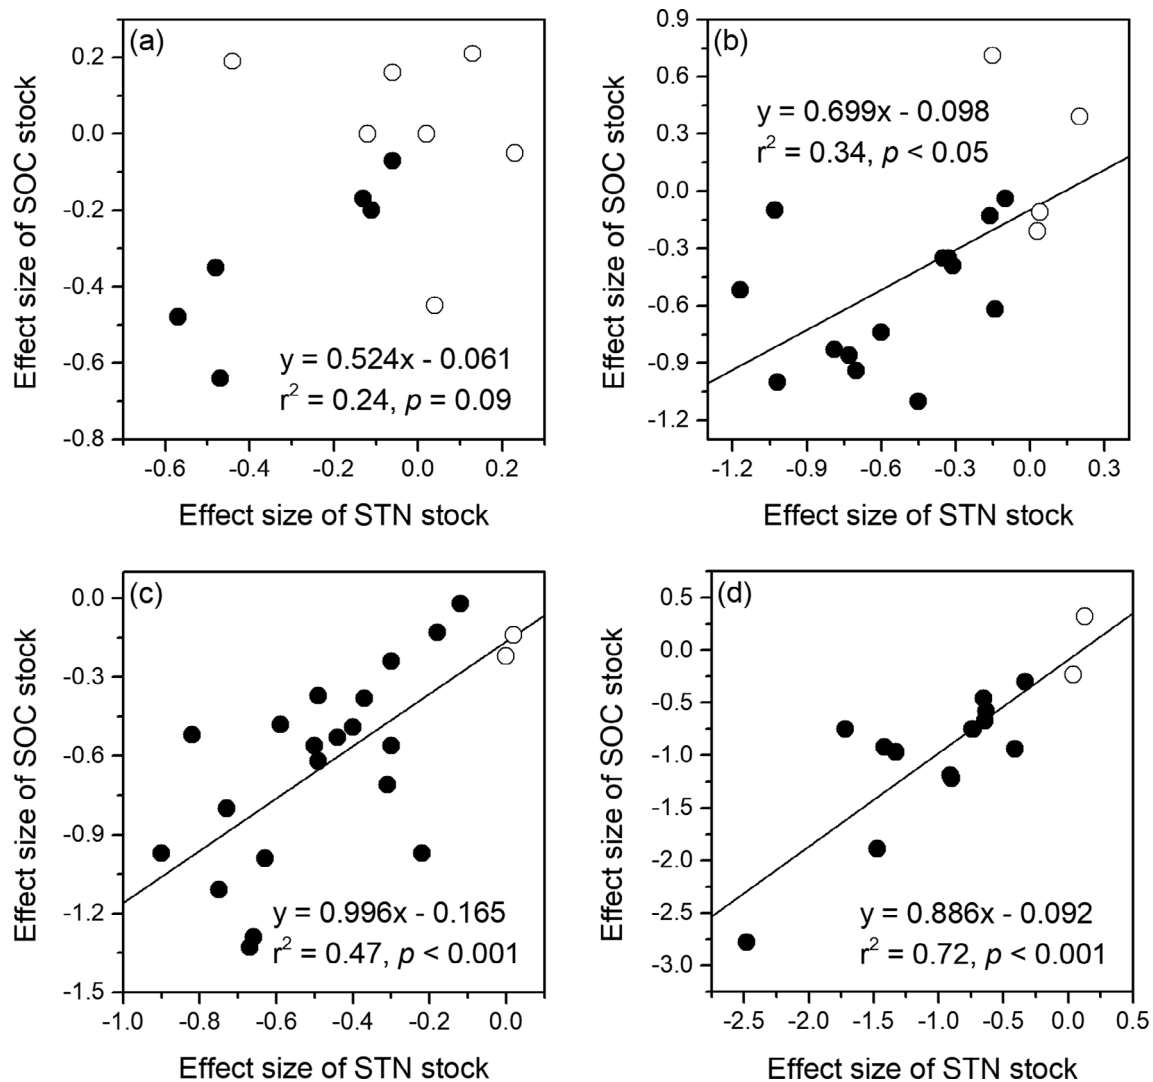 (a)
0.2
0.0
-0.2
-0.4
-0.6
-0.8
-0.6
-0.4
-0.2
0.0
0.2
Effect size of SOC stock
Effect size of STN stock
y = 0.524x - 0.061
r² = 0.24, p = 0.09
(b)
0.9
0.6
0.3
0.0
-0.3
-0.6
-0.9
-1.2
-1.2
-0.9
-0.6
-0.3
0.0
0.3
Effect size of SOC stock
Effect size of STN stock
y = 0.699x - 0.098
r² = 0.34, p < 0.05
(c)
0.0
-0.3
-0.6
-0.9
-1.2
-1.5
-1.0
-0.8
-0.6
-0.4
-0.2
0.0
Effect size of SOC stock
Effect size of STN stock
y = 0.996x - 0.165
r² = 0.47, p < 0.001
(d)
0.5
0.0
-0.5
-1.0
-1.5
-2.0
-2.5
-3.0
-2.5
-2.0
-1.5
-1.0
-0.5
0.0
0.5
Effect size of SOC stock
Effect size of STN stock
y = 0.886x - 0.092
r² = 0.72, p < 0.001